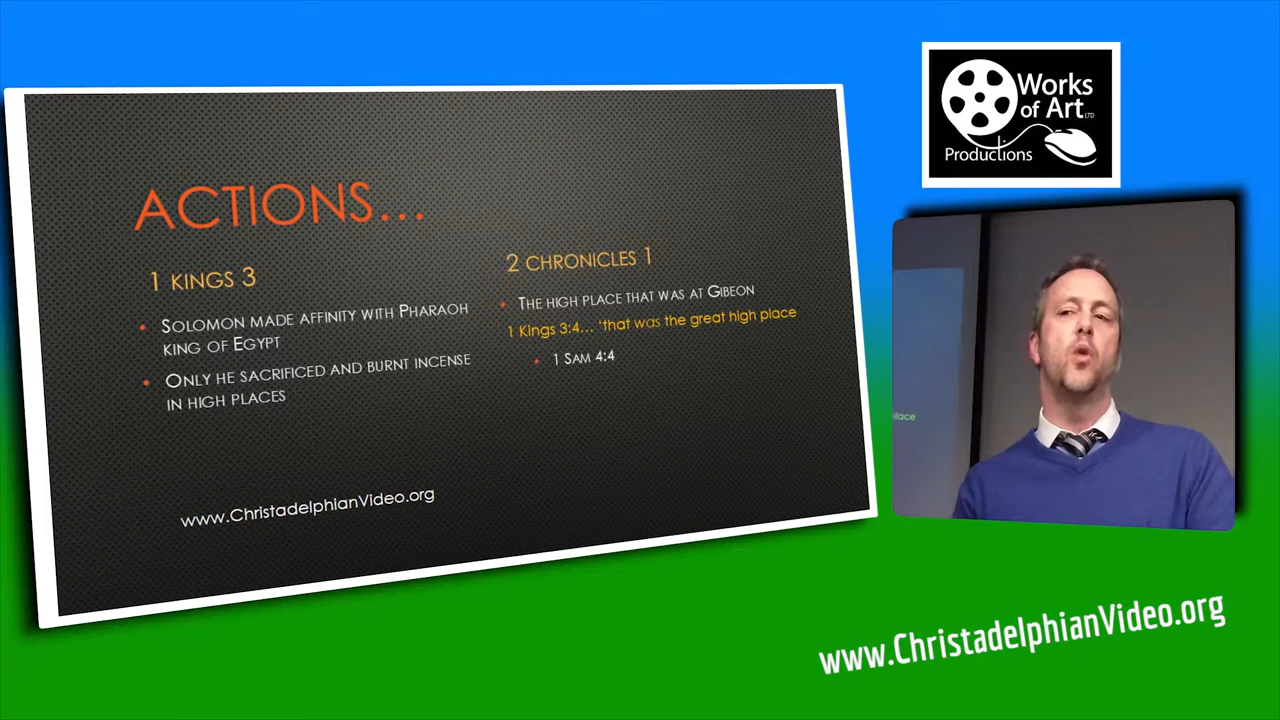 ACTIONS...
1 KINGS 3
SOLOMON MADE AFFINITY WITH PHARAOH
KING OF EGYPT
ONLY HE SACRIFICED AND BURNT INCENSE
IN HIGH PLACES
2 CHRONICLES 1
THE HIGH PLACE THAT WAS AT GIBEON
1 Kings 3:4... 'that was the great high place
1 SAM 4:4
www.ChristadelphianVideo.org
Works
of Art LTD
Productions
lace
www.ChristadelphianVideo.org